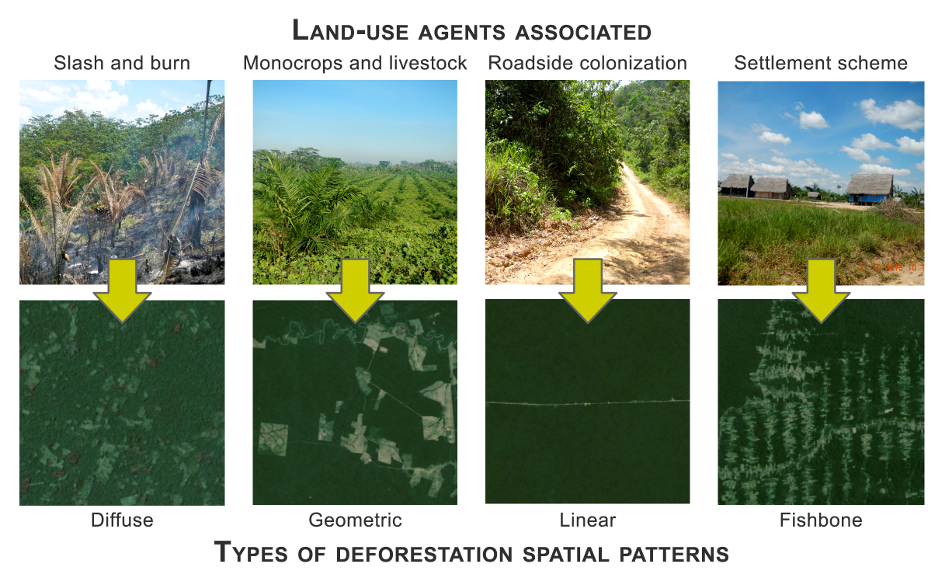 LAND-USE AGENTS ASSOCIATED
Slash and burn
Monocrops and livestock
Roadside colonization
Settlement scheme
Diffuse
Geometric
Linear
Fishbone
TYPES OF DEFORESTATION SPATIAL PATTERNS